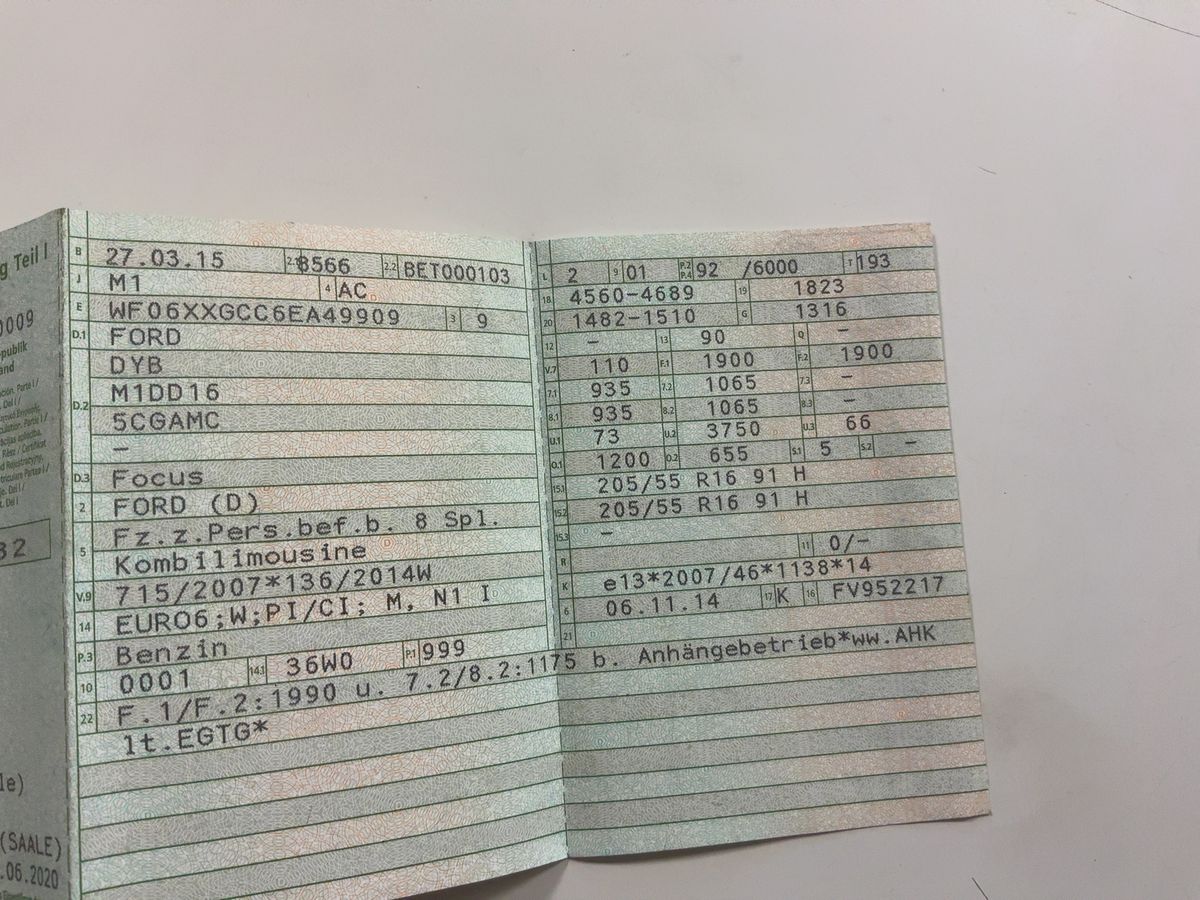 g Teil I
0009
publik
and
32
le)
(SAALE)
.06.2020
B 27.03.15 2.1 8566 2.2 BET000103
J M1 4 AC
E WF06XXGCC6EA49909 3 9
D.1 FORD
DYB
D.2 M1DD16
5CGAMC
–
D.3 Focus
2 FORD (D)
Fz.z.Pers.bef.b. 8 Spl.
5 Kombilimousine
V.9 715/2007*136/2014W
14 EURO6;W;PI/CI; M, N1 I
P.3 Benzin
10 0001 14.1 36W0 P.1 999
22 F.1/F.2:1990 u. 7.2/8.2:1175 b. Anhängebetrieb*ww.AHK
lt.EGTG*
L 2 9 01 P.2 P.4 92 /6000 T 193
18 4560-4689 19 1823
20 1482-1510 G 1316
12 – 13 90 Q –
V.7 110 F.1 1900 F.2 1900
7.1 935 7.2 1065 7.3 –
8.1 935 8.2 1065 8.3 –
U.1 73 U.2 3750 U.3 66
O.1 1200 O.2 655 S.1 5 S.2 –
15.1 205/55 R16 91 H
15.2 205/55 R16 91 H
15.3 –
R 11 0/–
K e13*2007/46*1138*14
6 06.11.14 17 K 16 FV952217
21